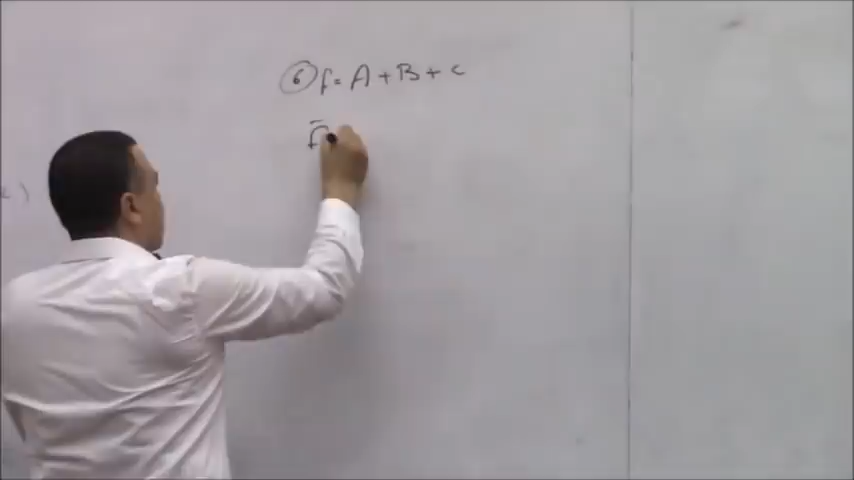 ⑥ f = A + B + C
f̄